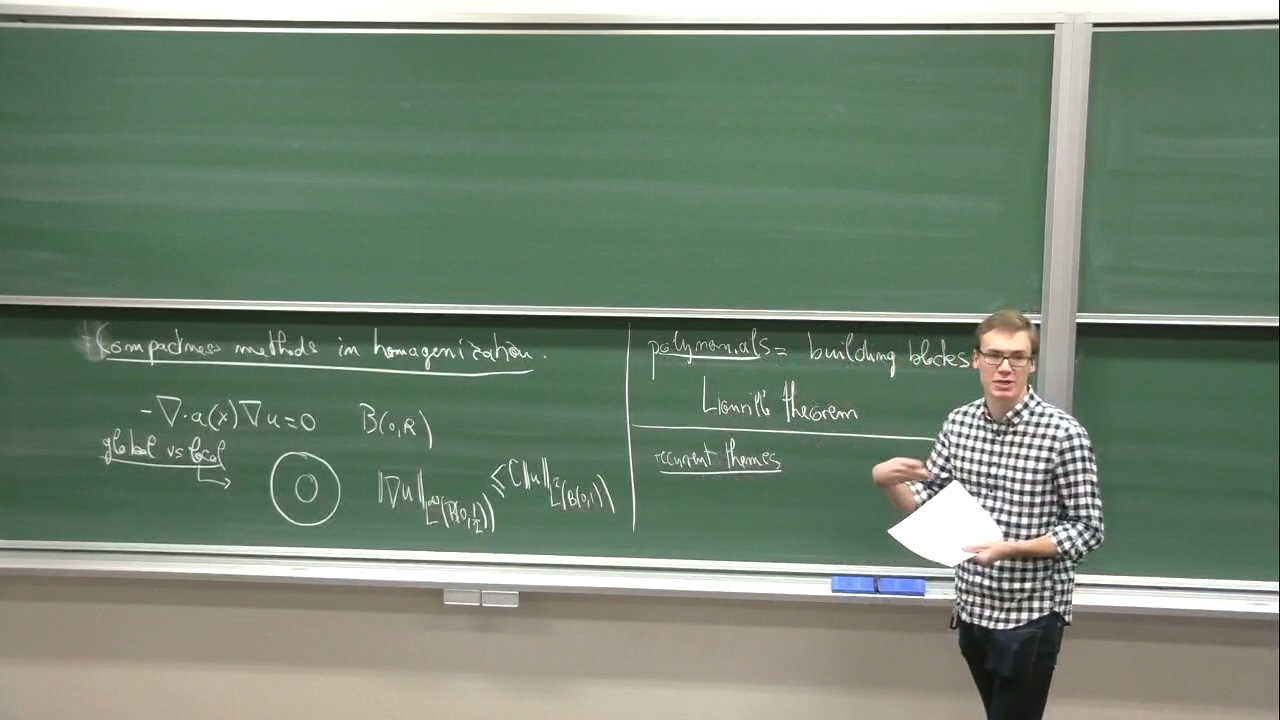 Compactness methods in homogenization.
-∇·a(x)∇u=0 B(0,R)
global vs local
‖∇u‖_{L^∞(B(0,1/2))} ≤ C‖u‖_{L^2(B(0,1))}
polynomials = building blocks
Liouville theorem
recurrent themes